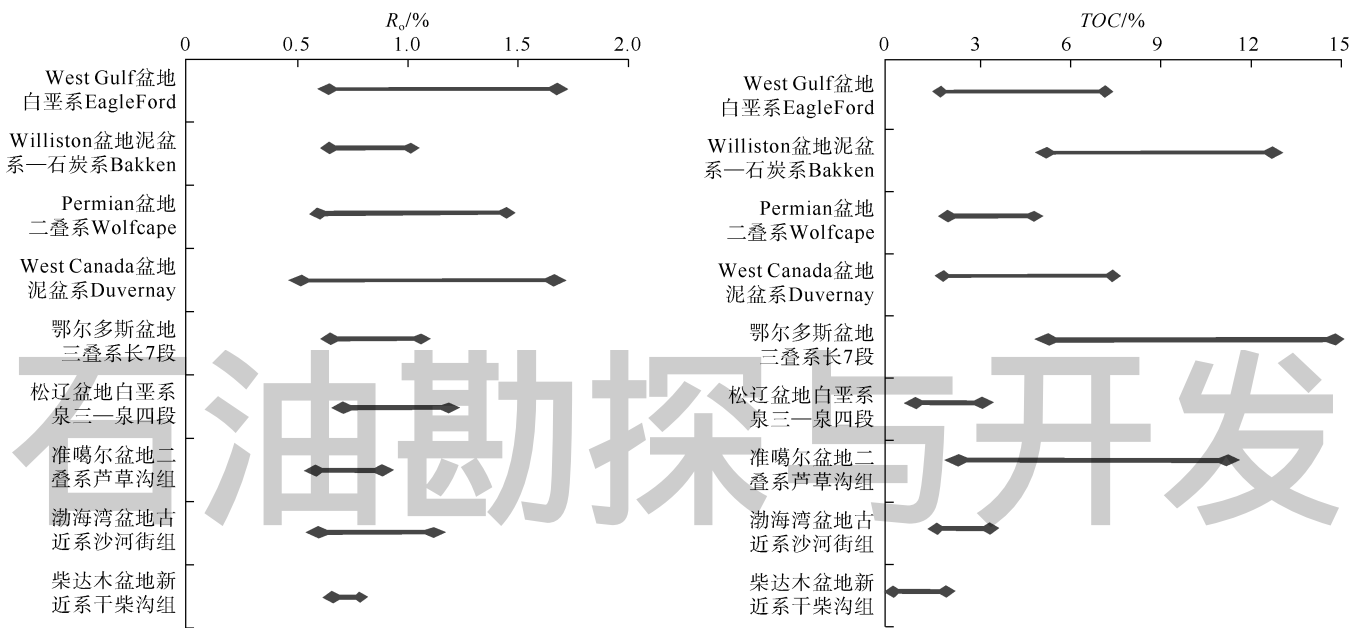 Ro/%
0
0.5
1.0
1.5
2.0
West Gulf盆地
白垩系EagleFord
Williston盆地泥盆
系—石炭系Bakken
Permian盆地
二叠系Wolfcape
West Canada盆地
泥盆系Duvernay
鄂尔多斯盆地
三叠系长7段
松辽盆地白垩系
泉三—泉四段
准噶尔盆地二
叠系芦草沟组
渤海湾盆地古
近系沙河街组
柴达木盆地新
近系干柴沟组
TOC/%
0
3
6
9
12
15
West Gulf盆地
白垩系EagleFord
Williston盆地泥盆
系—石炭系Bakken
Permian盆地
二叠系Wolfcape
West Canada盆地
泥盆系Duvernay
鄂尔多斯盆地
三叠系长7段
松辽盆地白垩系
泉三—泉四段
准噶尔盆地二
叠系芦草沟组
渤海湾盆地古
近系沙河街组
柴达木盆地新
近系干柴沟组
石油勘探与开发